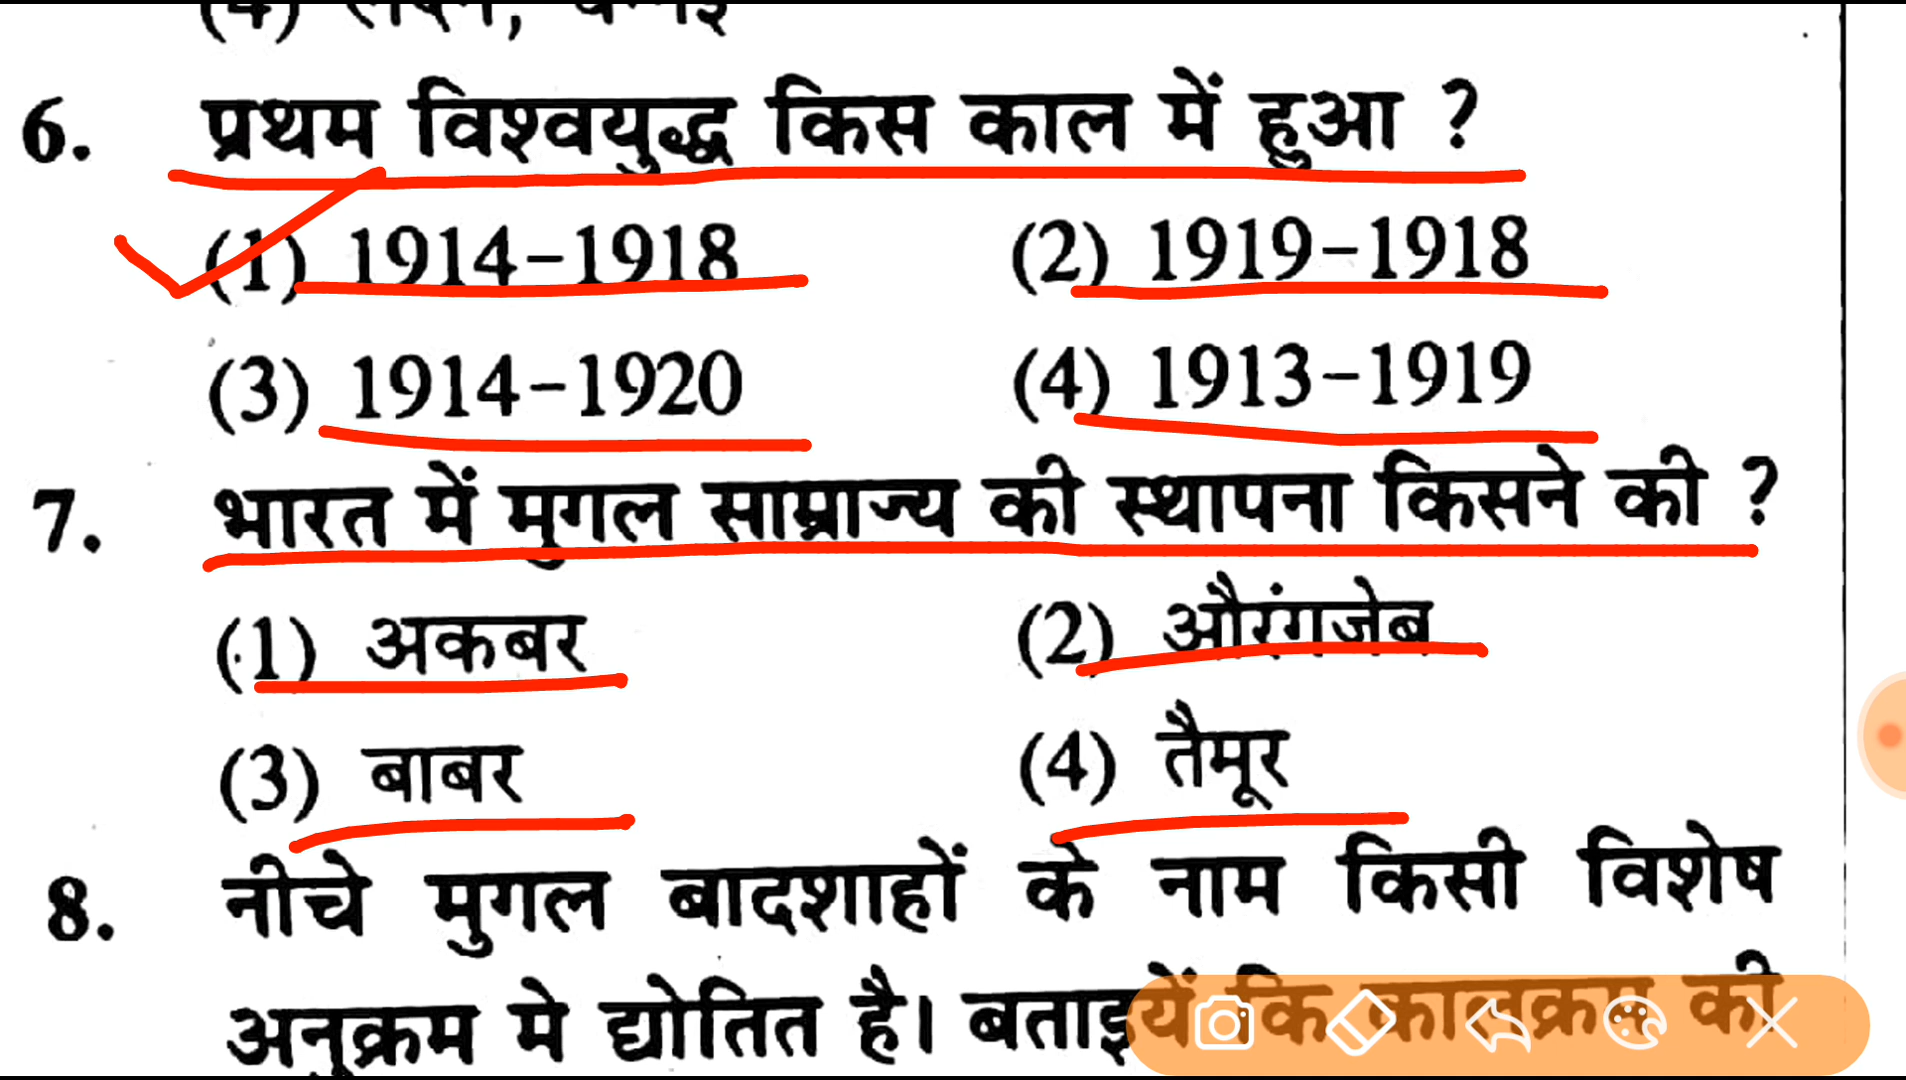 6. प्रथम विश्वयुद्ध किस काल में हुआ ?
(1) 1914-1918 (2) 1919-1918
(3) 1914-1920 (4) 1913-1919
7. भारत में मुगल साम्राज्य की स्थापना किसने की ?
(1) अकबर (2) औरंगजेब
(3) बाबर (4) तैमूर
8. नीचे मुगल बादशाहों के नाम किसी विशेष
अनुक्रम मे द्योतित है। बताइयें कि कालक्रम की